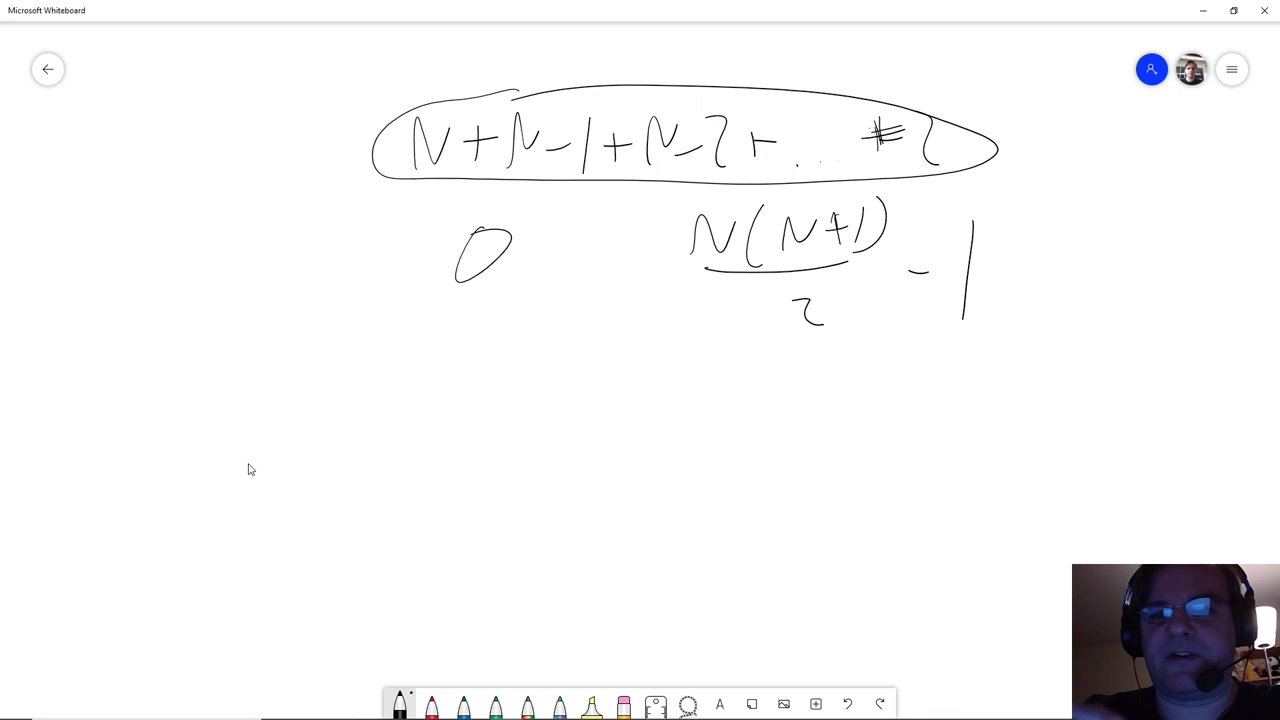 Microsoft Whiteboard
N + N - 1 + N - 2 + ... + 2
O
N(N+1)
- 1
2
A